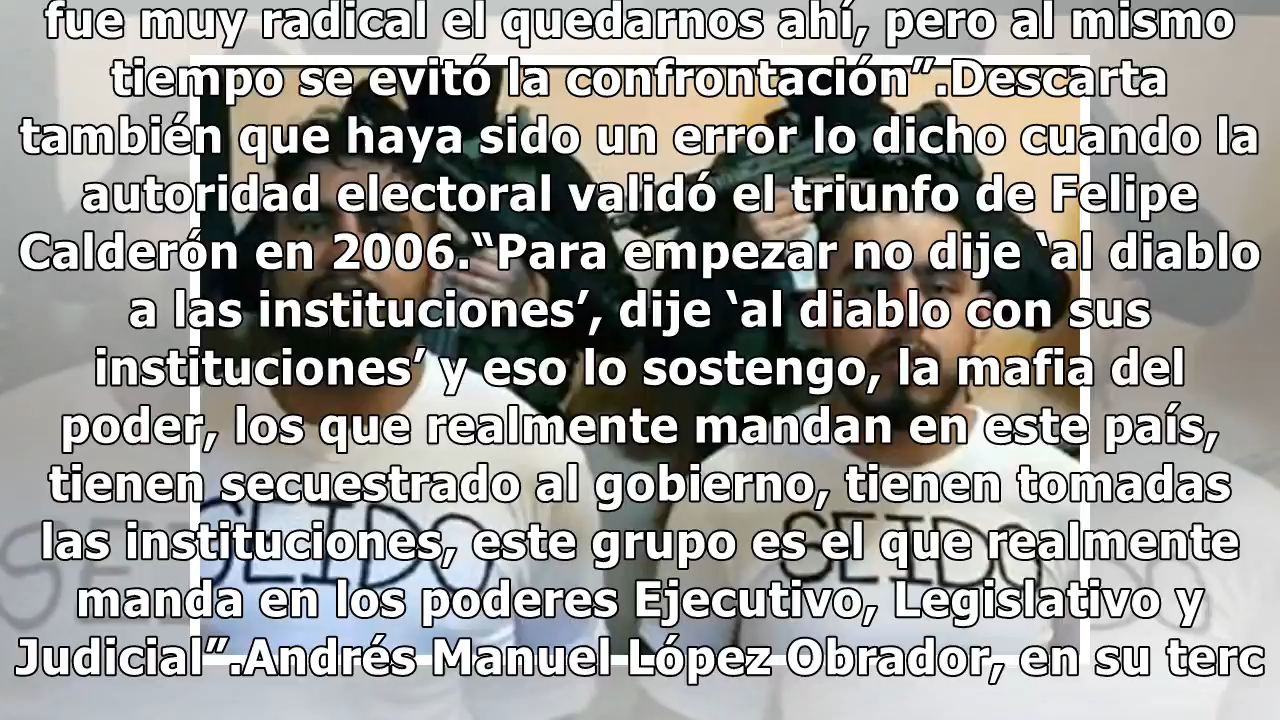 fue muy radical el quedarnos ahí, pero al mismo
tiempo se evitó la confrontación”.Descarta
también que haya sido un error lo dicho cuando la
autoridad electoral validó el triunfo de Felipe
Calderón en 2006.“Para empezar no dije ‘al diablo
a las instituciones’, dije ‘al diablo con sus
instituciones’ y eso lo sostengo, la mafia del
poder, los que realmente mandan en este país,
tienen secuestrado al gobierno, tienen tomadas
las instituciones, este grupo es el que realmente
manda en los poderes Ejecutivo, Legislativo y
Judicial”.Andrés Manuel López Obrador, en su terc
SEIDO
SEIDO